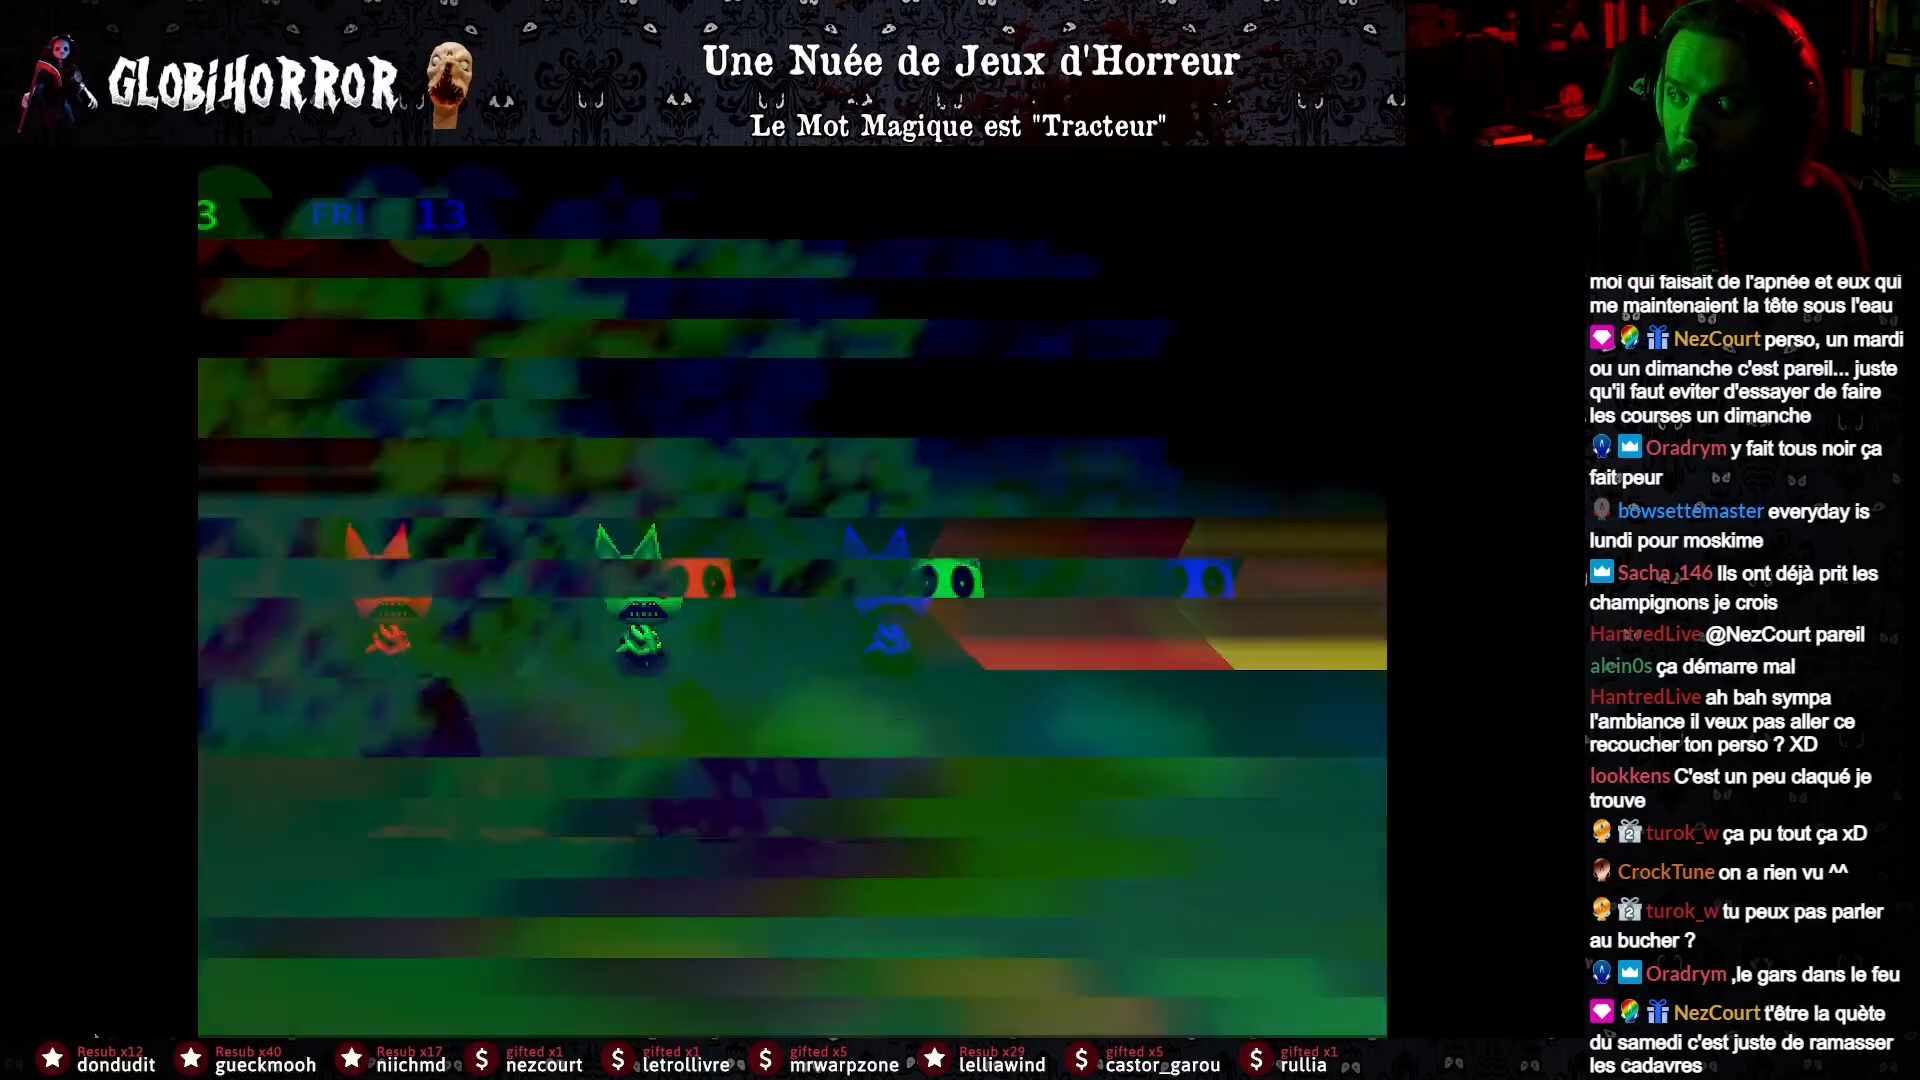 GLOBIHORROR
Une Nuée de Jeux d'Horreur
Le Mot Magique est "Tracteur"
3 FRI 13
moi qui faisait de l'apnée et eux qui
me maintenaient la tête sous l'eau
NezCourt perso, un mardi
ou un dimanche c'est pareil... juste
qu'il faut eviter d'essayer de faire
les courses un dimanche
Oradrym y fait tous noir ça
fait peur
bowsettemaster everyday is
lundi pour moskime
Sacha_146 Ils ont déjà prit les
champignons je crois
HantredLive @NezCourt pareil
alcin0s ça démarre mal
HantredLive ah bah sympa
l'ambiance il veux pas aller ce
recoucher ton perso ? XD
lookkens C'est un peu claqué je
trouve
2 turok_w ça pu tout ça xD
CrockTune on a rien vu ^^
2 turok_w tu peux pas parler
au bucher ?
Oradrym ,le gars dans le feu
NezCourt t'être la quète
du samedi c'est juste de ramasser
les cadavres
Resub x12
dondudit
Resub x40
gueckmooh
Resub x17
niichmd
$ gifted x1
nezcourt
$ gifted x1
letrollivre
$ gifted x5
mrwarpzone
Resub x29
lelliawind
$ gifted x5
castor_garou
$ gifted x1
rullia